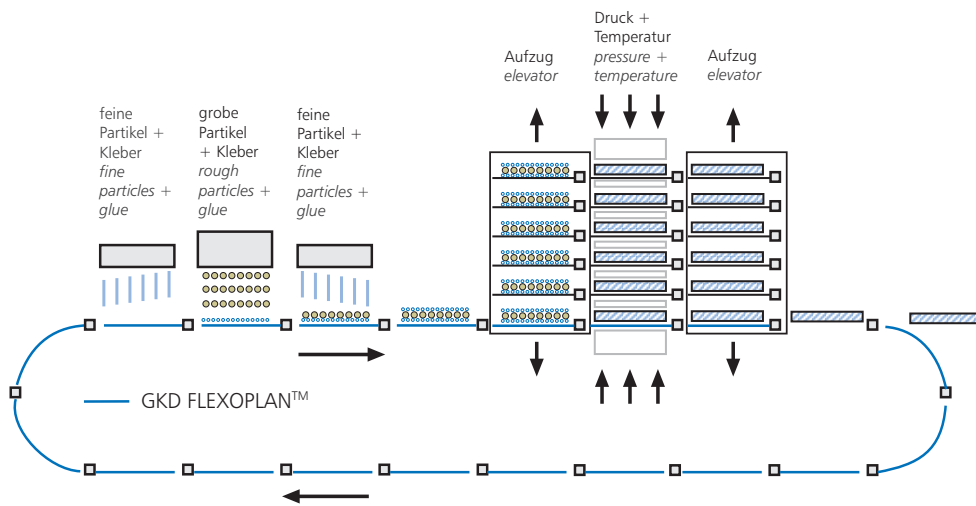 feine
Partikel +
Kleber
fine
particles +
glue
grobe
Partikel
+ Kleber
rough
particles +
glue
feine
Partikel +
Kleber
fine
particles +
glue
Aufzug
elevator
Druck +
Temperatur
pressure +
temperature
Aufzug
elevator
GKD FLEXOPLAN™